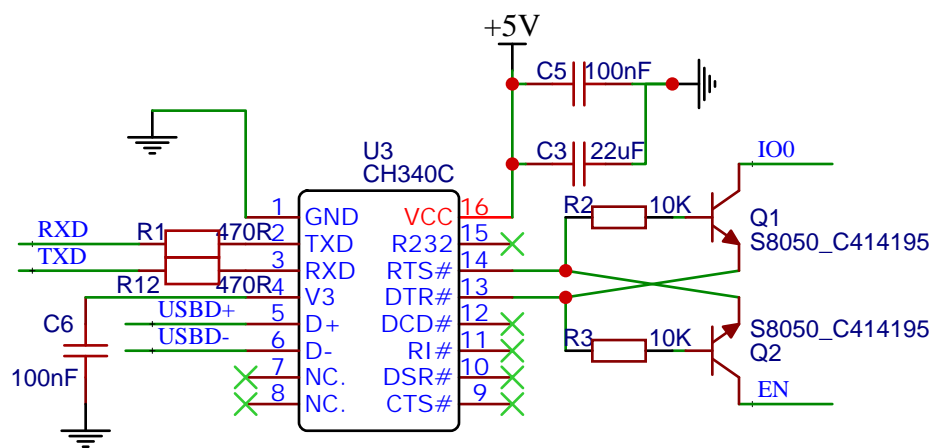 +5V
C5 100nF
U3
CH340C
C3 22uF
IO0
1 GND VCC 16
R2 10K
Q1
S8050_C414195
RXD R1 470R 2 TXD R232 15
TXD 3 RXD RTS# 14
R12 470R 4 V3 DTR# 13
USBD+ 5 D+ DCD# 12
C6
USBD- 6 D- RI# 11
R3 10K
S8050_C414195
Q2
100nF
7 NC. DSR# 10
8 NC. CTS# 9
EN